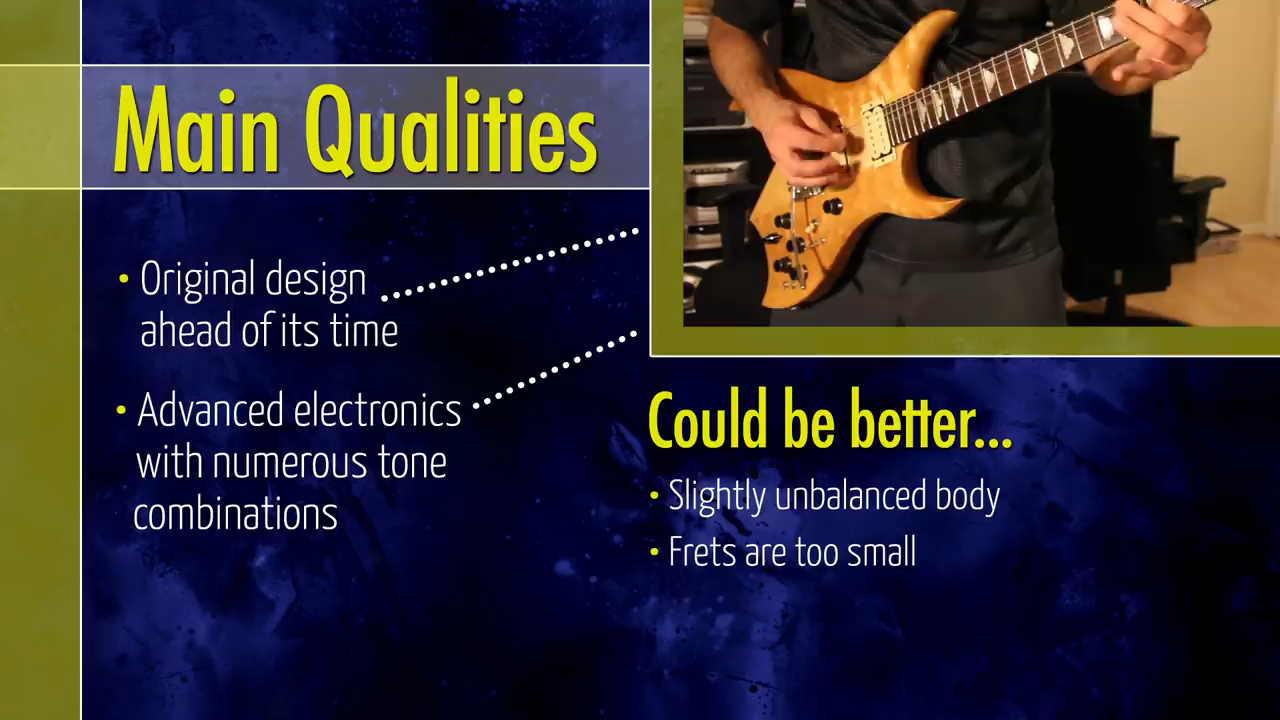 Main Qualities
• Original design
ahead of its time
• Advanced electronics
with numerous tone
combinations
Could be better...
• Slightly unbalanced body
• Frets are too small